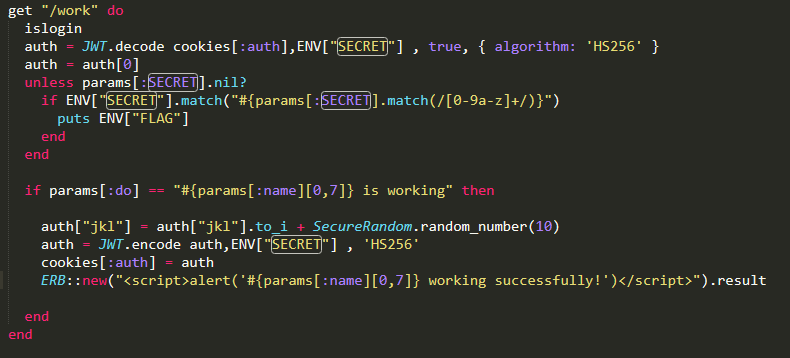 get "/work" do
islogin
auth = JWT.decode cookies[:auth],ENV["SECRET"] , true, { algorithm: 'HS256' }
auth = auth[0]
unless params[:SECRET].nil?
if ENV["SECRET"].match("#{params[:SECRET].match(/[0-9a-z]+/)}")
puts ENV["FLAG"]
end
end
if params[:do] == "#{params[:name][0,7]} is working" then
auth["jkl"] = auth["jkl"].to_i + SecureRandom.random_number(10)
auth = JWT.encode auth,ENV["SECRET"] , 'HS256'
cookies[:auth] = auth
ERB::new("<script>alert('#{params[:name][0,7]} working successfully!')</script>").result
end
end